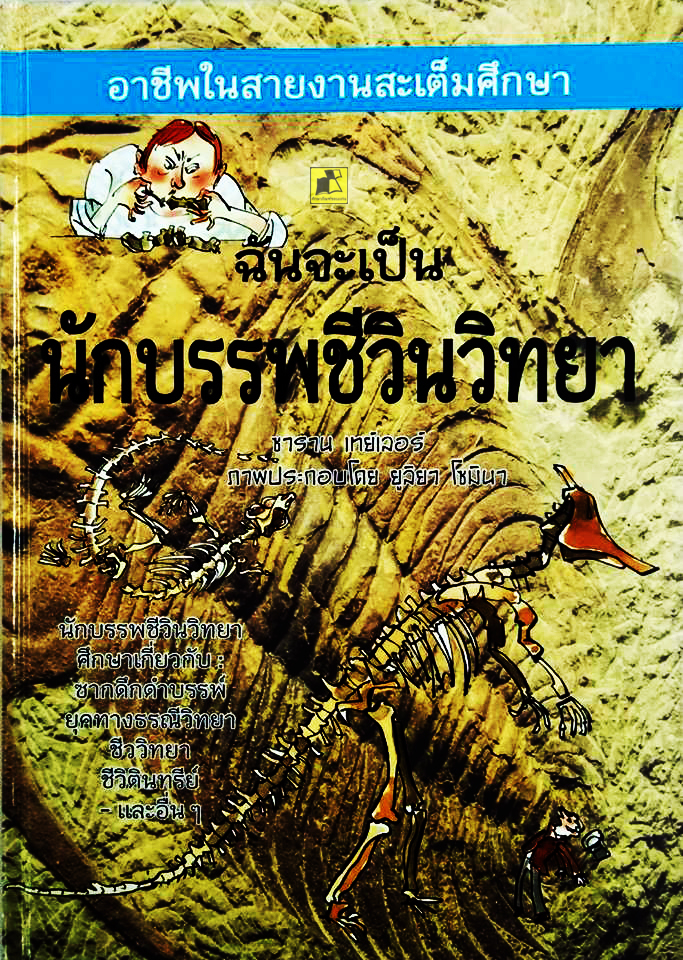 อาชีพในสายงานสะเต็มศึกษา
ฉันจะเป็น
นักบรรพชีวินวิทยา
ซาราน เทย์เลอร์
ภาพประกอบโดย ยูลิยา โซมินา
นักบรรพชีวินวิทยา
ศึกษาเกี่ยวกับ :
ซากดึกดำบรรพ์
ยุคทางธรณีวิทยา
ชีววิทยา
ชีวิตินทรีย์
- และอื่น ๆ